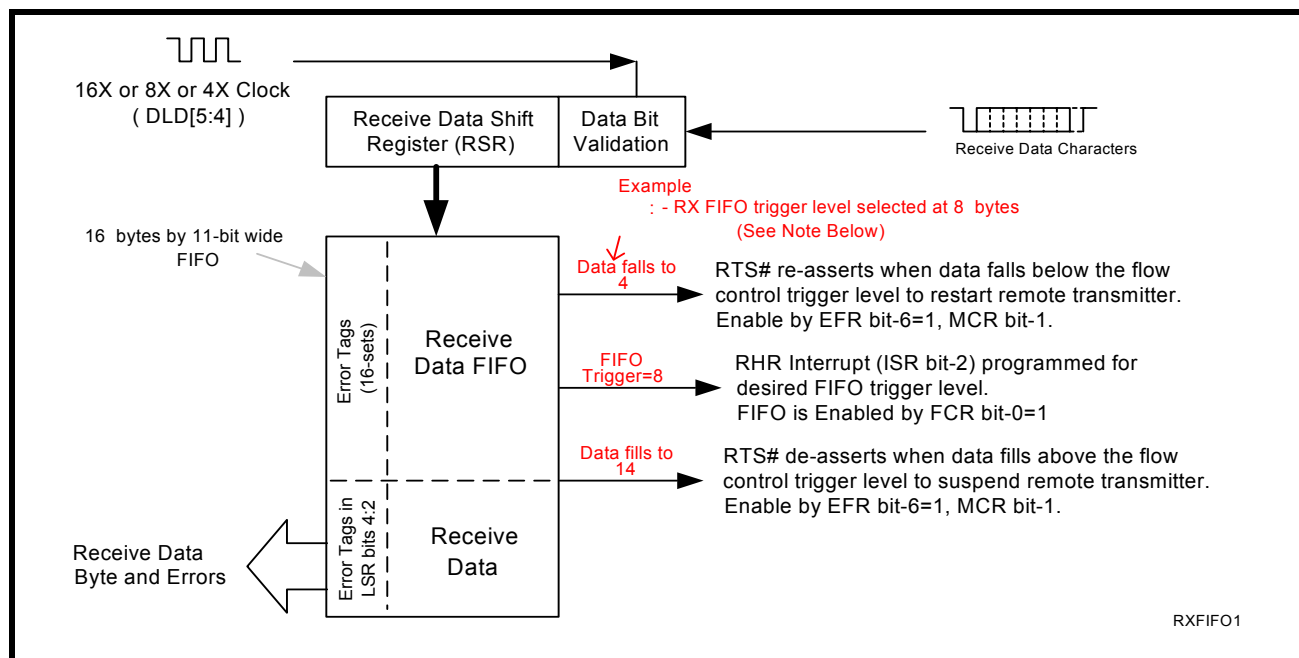 16X or 8X or 4X Clock
( DLD[5:4] )
Receive Data Shift
Register (RSR)
Data Bit
Validation
Receive Data Characters
Example
: - RX FIFO trigger level selected at 8 bytes
(See Note Below)
16 bytes by 11-bit wide
FIFO
Error Tags
(16-sets)
Receive
Data FIFO
Data falls to
4
RTS# re-asserts when data falls below the flow
control trigger level to restart remote transmitter.
Enable by EFR bit-6=1, MCR bit-1.
FIFO
Trigger=8
RHR Interrupt (ISR bit-2) programmed for
desired FIFO trigger level.
FIFO is Enabled by FCR bit-0=1
Data fills to
14
RTS# de-asserts when data fills above the flow
control trigger level to suspend remote transmitter.
Enable by EFR bit-6=1, MCR bit-1.
Error Tags in
LSR bits 4:2
Receive
Data
Receive Data
Byte and Errors
RXFIFO1